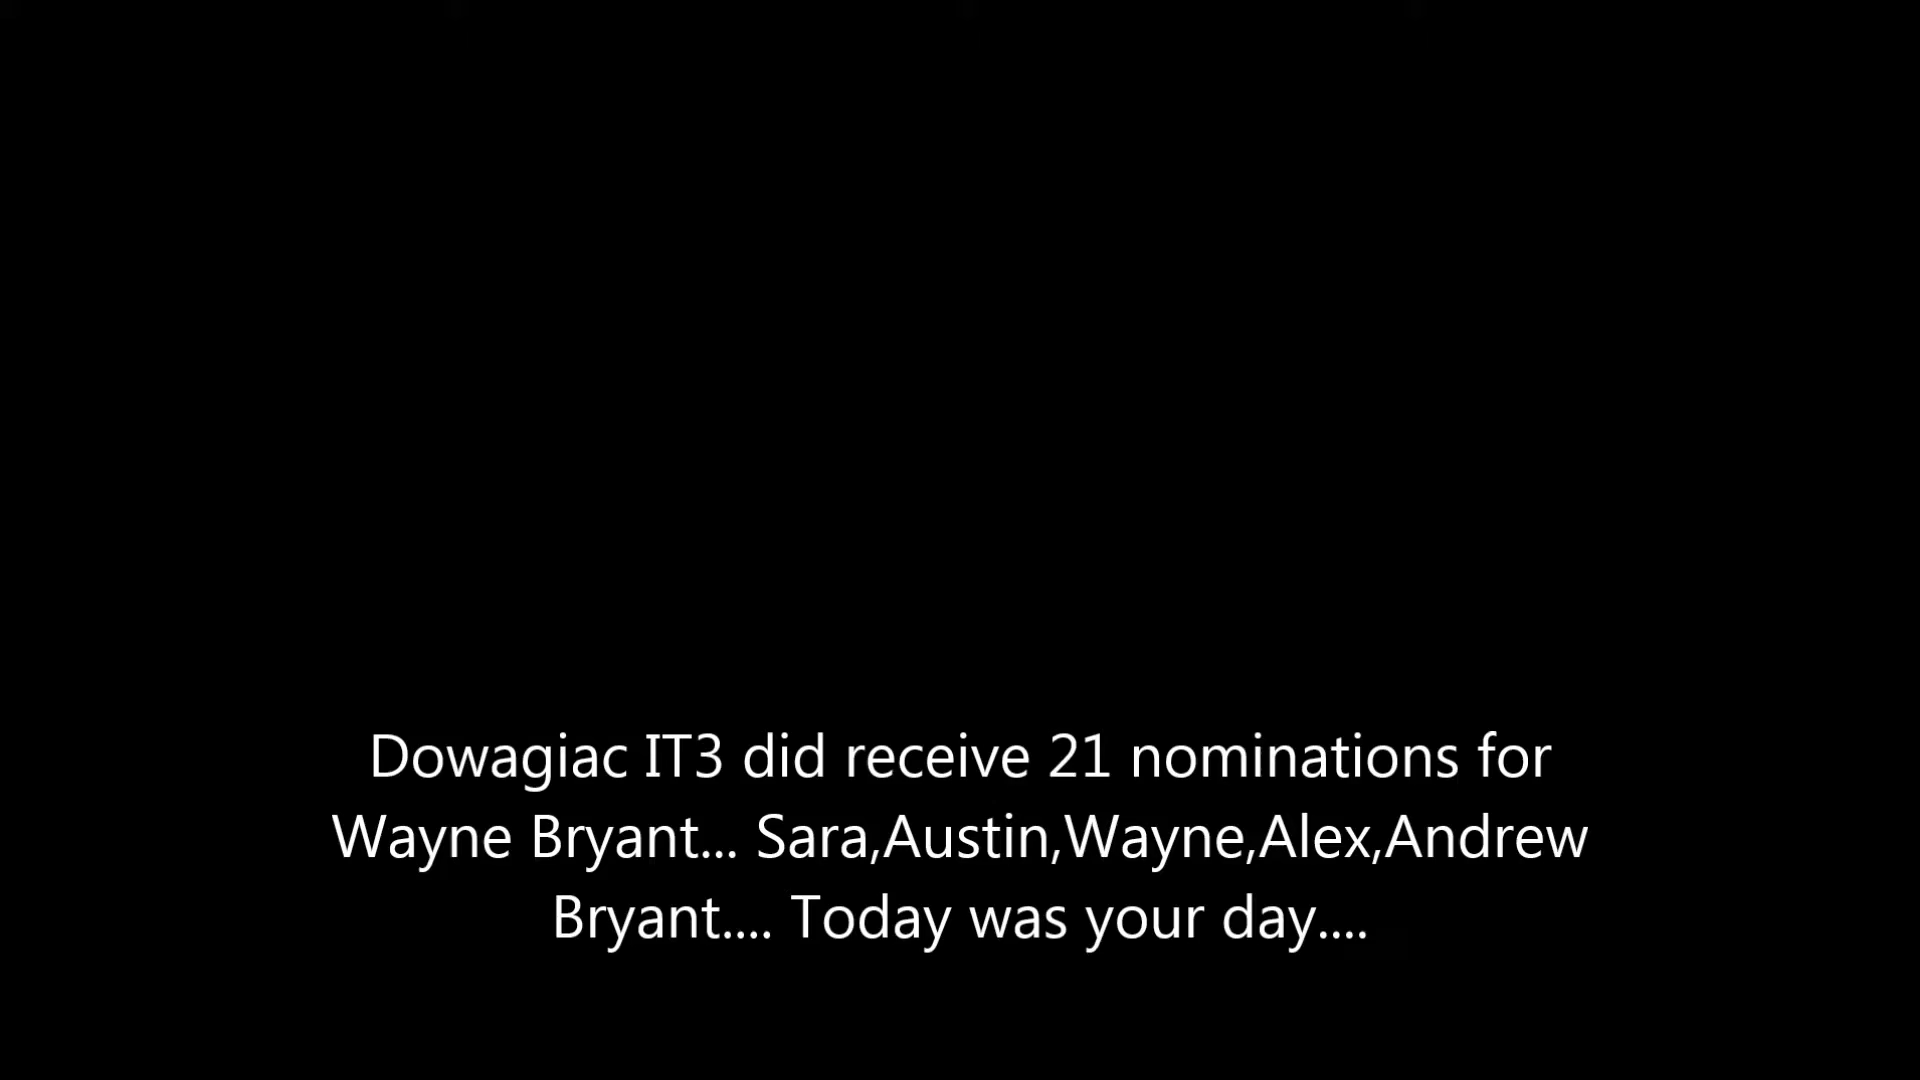 Dowagiac IT3 did receive 21 nominations for
Wayne Bryant... Sara,Austin,Wayne,Alex,Andrew
Bryant.... Today was your day....